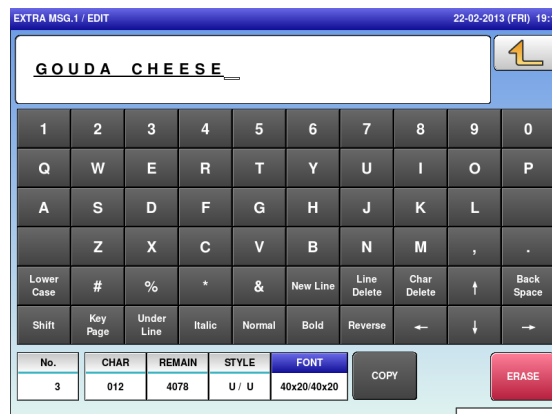 EXTRA MSG.1 / EDIT 22-02-2013 (FRI) 19:1
GOUDA CHEESE_
1 2 3 4 5 6 7 8 9 0
Q W E R T Y U I O P
A S D F G H J K L
Z X C V B N M , .
Lower Case # % * & New Line Line Delete Char Delete ↑ Back Space
Shift Key Page Under Line Italic Normal Bold Reverse ← ↓ →
No. CHAR REMAIN STYLE FONT COPY ERASE
3 012 4078 U / U 40x20/40x20